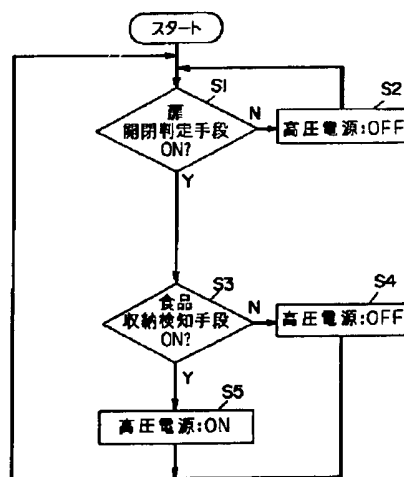 スタート
S1
扉
開閉判定手段
ON?
N
S2
高圧電源:OFF
Y
S3
食品
収納検知手段
ON?
N
S4
高圧電源:OFF
Y
S5
高圧電源:ON